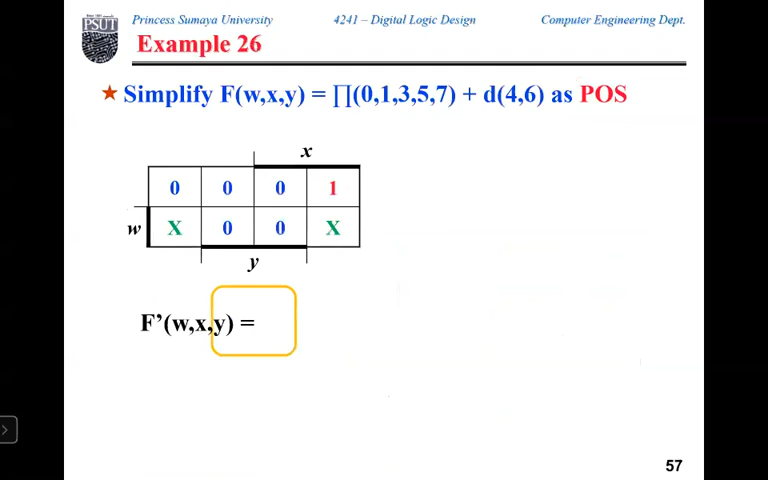 Princess Sumaya University 4241 – Digital Logic Design Computer Engineering Dept.
PSUT
Example 26
★ Simplify F(w,x,y) = ∏(0,1,3,5,7) + d(4,6) as POS
x
0 0 0 1
w X 0 0 X
y
F’(w,x,y) =
57